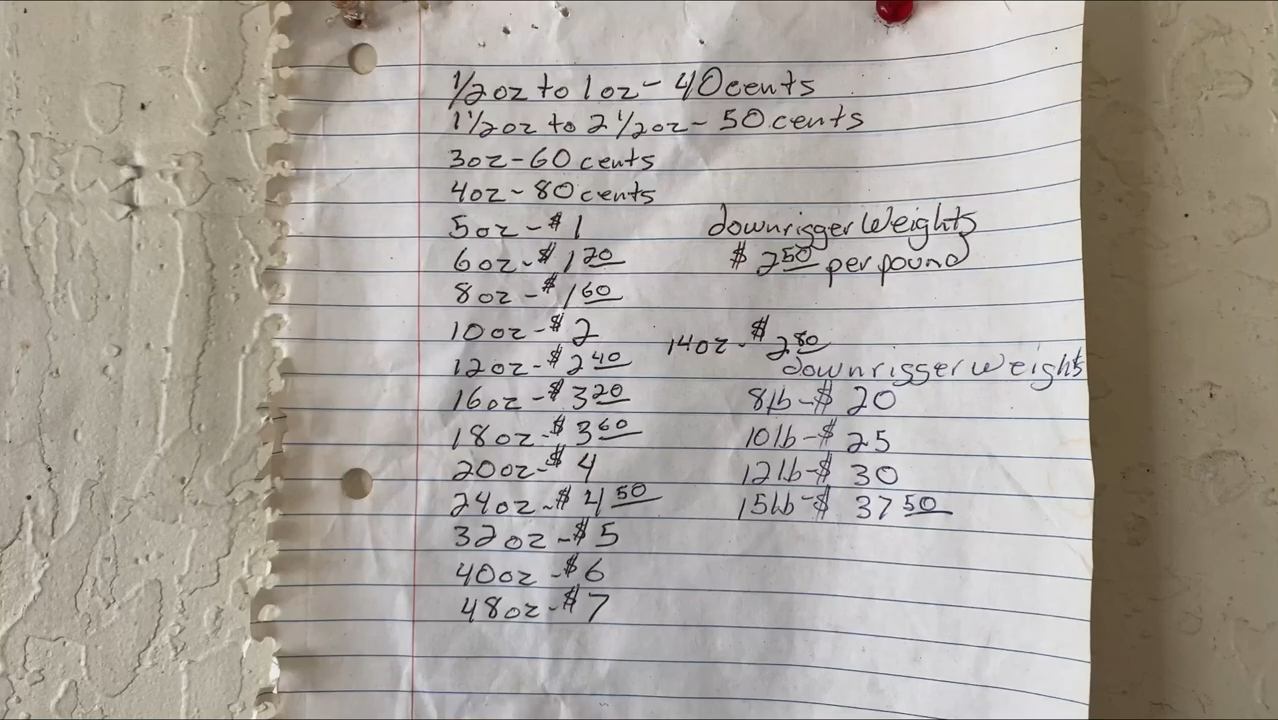 1/2oz to 1oz - 40cents
1 1/2oz to 2 1/2oz - 50 cents
3oz - 60 cents
4oz - 80 cents
5oz - $1
6oz - $1 20
8oz - $1 60
10oz - $2
12oz - $2 40
16oz - $3 20
18oz - $3 60
20oz - $4
24oz - $4 50
32oz - $5
40oz - $6
48oz - $7
downrigger Weights
$2 50 per pound
14oz - $2 80
downrigger weight
8lb - $ 20
10lb - $ 25
12lb - $ 30
15lb - $ 37 50